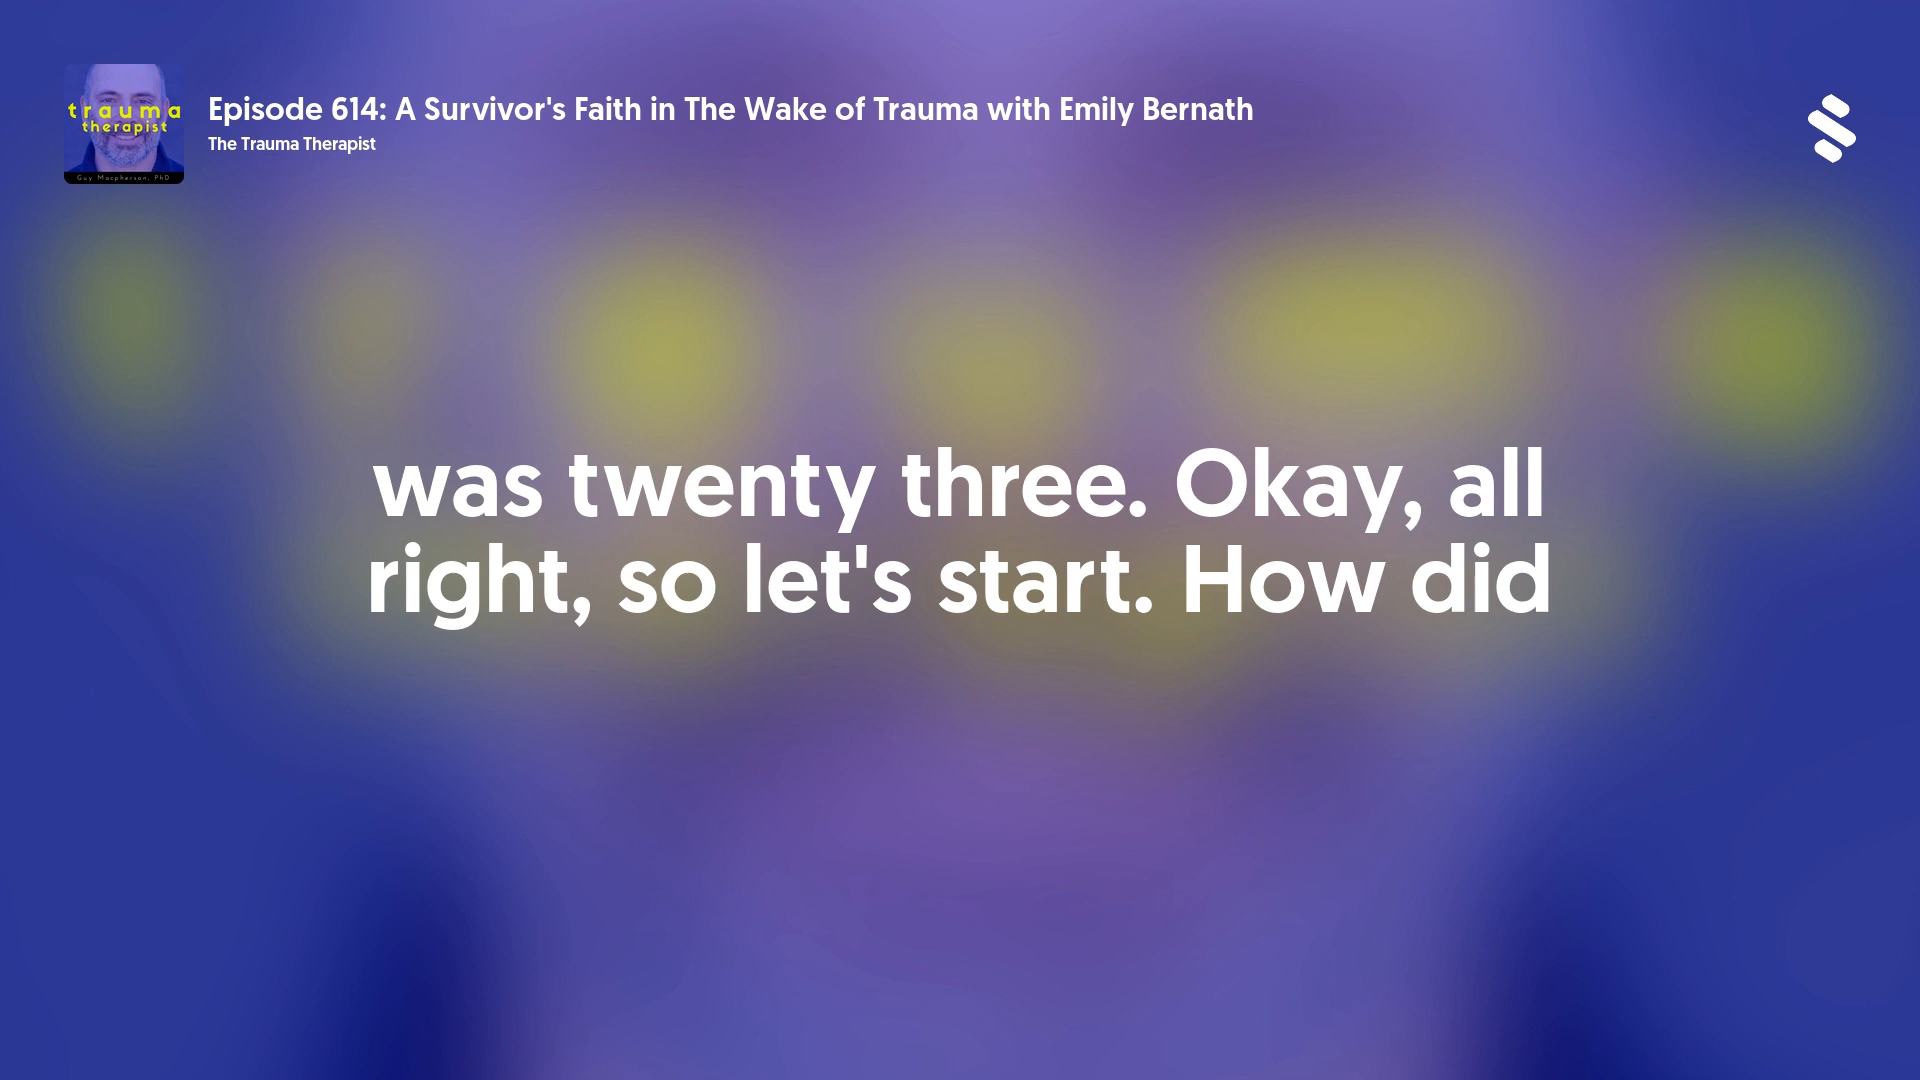 trauma
therapist
Guy Macpherson, PhD
Episode 614: A Survivor's Faith in The Wake of Trauma with Emily Bernath
The Trauma Therapist
was twenty three. Okay, all
right, so let's start. How did